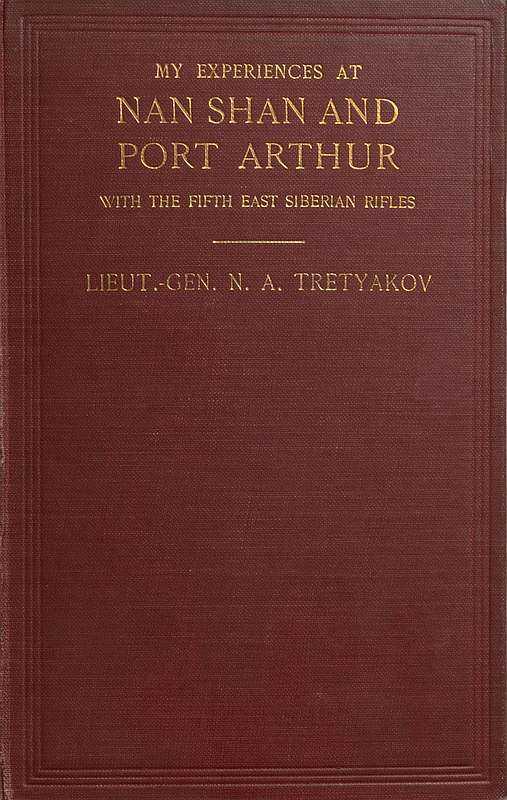 MY EXPERIENCES AT
NAN SHAN AND
PORT ARTHUR
WITH THE FIFTH EAST SIBERIAN RIFLES
LIEUT.-GEN. N. A. TRETYAKOV